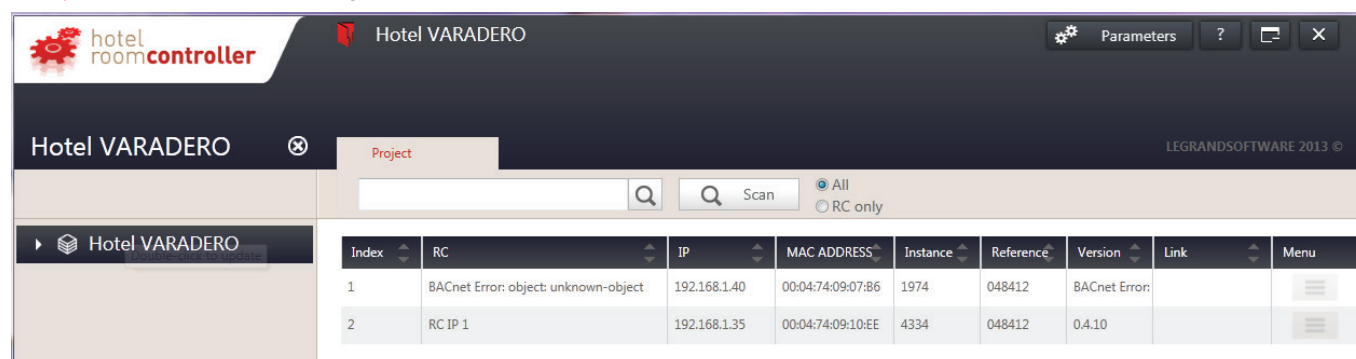 hotel
roomcontroller
Hotel VARADERO
Parameters
?
Hotel VARADERO
Project
LEGRANDSOFTWARE 2013 ©
Scan
All
RC only
Hotel VARADERO
Double-click to update
Index RC IP MAC ADDRESS Instance Reference Version Link Menu
1 BACnet Error: object: unknown-object 192.168.1.40 00:04:74:09:07:B6 1974 048412 BACnet Error:
2 RC IP 1 192.168.1.35 00:04:74:09:10:EE 4334 048412 0.4.10